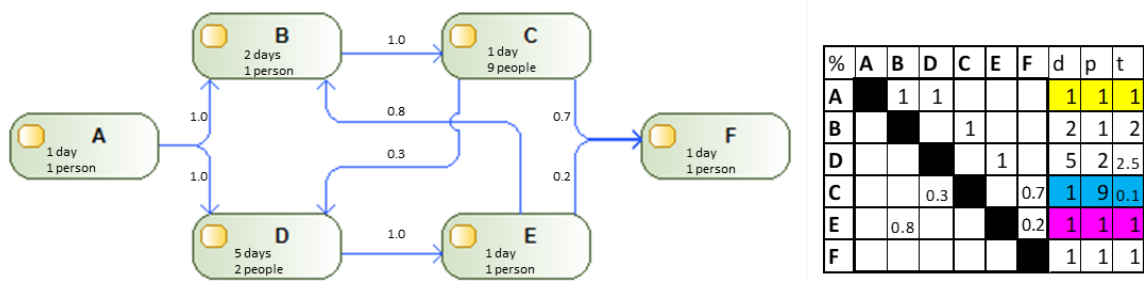 B
2 days
1 person
1.0
C
1 day
9 people
A
1 day
1 person
1.0
1.0
0.8
0.3
0.7
0.2
F
1 day
1 person
D
5 days
2 people
1.0
E
1 day
1 person
% A B D C E F d p t
A 1 1 1 1 1
B 1 2 1 2
D 1 5 2 2.5
C 0.3 0.7 1 9 0.1
E 0.8 0.2 1 1 1
F 1 1 1